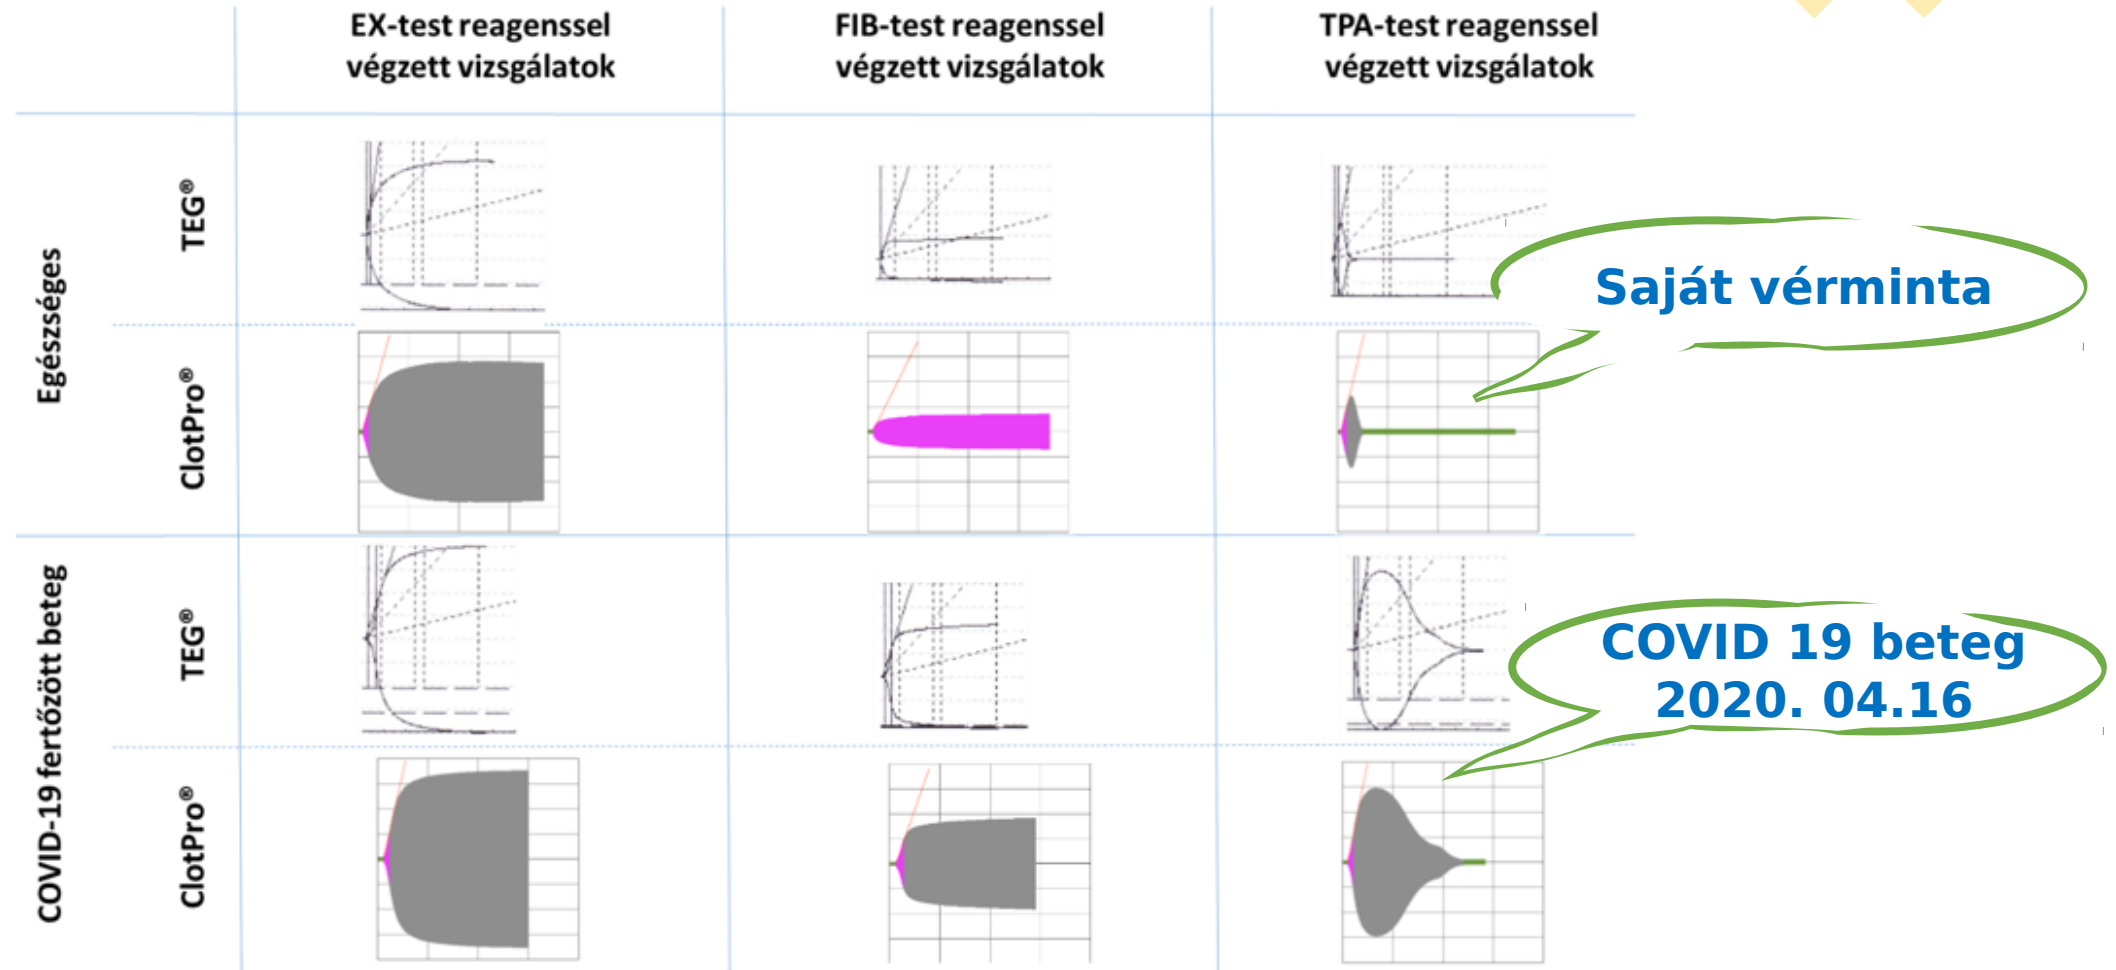 EX-test reagenssel
végzett vizsgálatok
FIB-test reagenssel
végzett vizsgálatok
TPA-test reagenssel
végzett vizsgálatok
Egészséges
TEG®
Saját vérminta
ClotPro®
COVID-19 fertőzött beteg
TEG®
COVID 19 beteg
2020. 04.16
ClotPro®